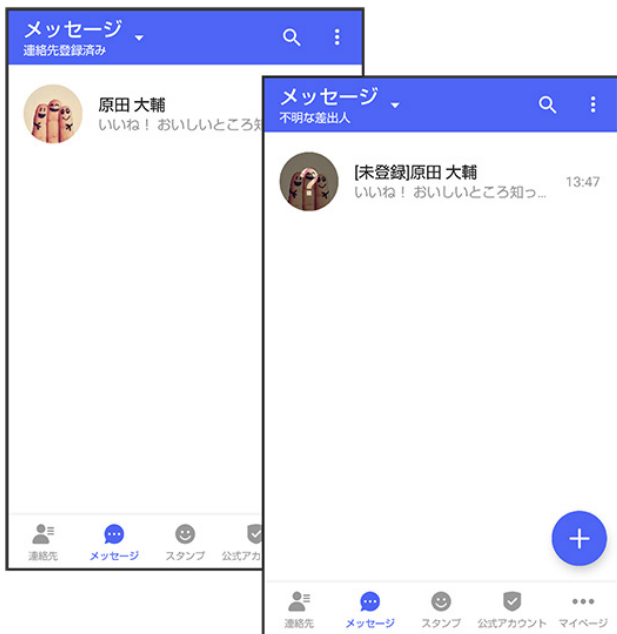 メッセージ
連絡先登録済み
原田 大輔
いいね！ おいしいところ
連絡先
メッセージ
スタンプ
公式アカ
メッセージ
不明な差出人
[未登録]原田 大輔
13:47
いいね！ おいしいところ知っ...
連絡先
メッセージ
スタンプ
公式アカウント
マイページ